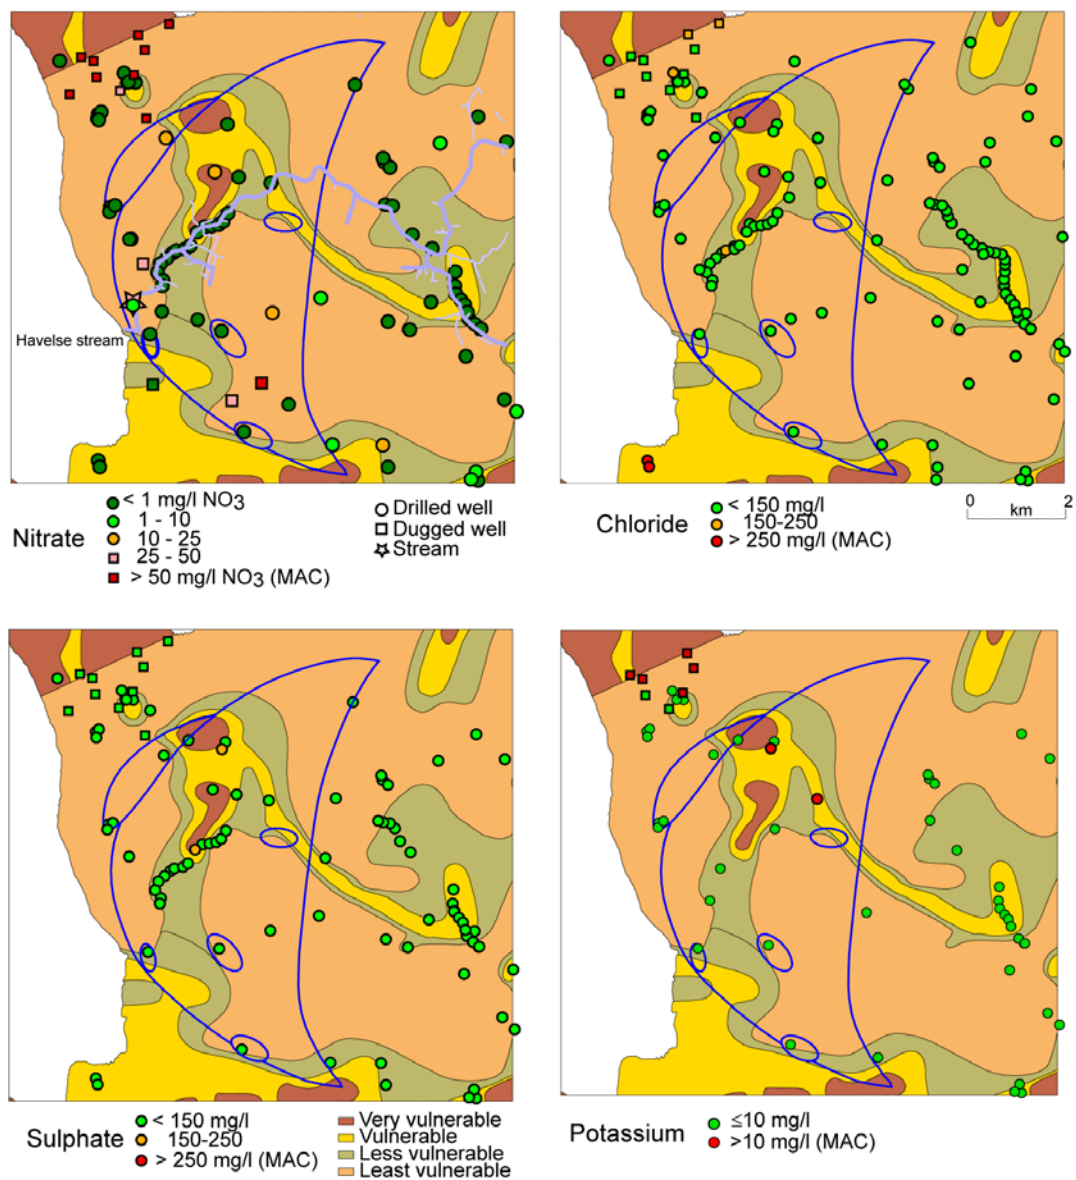 Havelse stream
Nitrate
< 1 mg/l NO3
1 - 10
10 - 25
25 - 50
> 50 mg/l NO3 (MAC)
Drilled well
Dugged well
Stream
Chloride
< 150 mg/l
150-250
> 250 mg/l (MAC)
0 2
km
Sulphate
< 150 mg/l
150-250
> 250 mg/l (MAC)
Very vulnerable
Vulnerable
Less vulnerable
Least vulnerable
Potassium
≤10 mg/l
>10 mg/l (MAC)